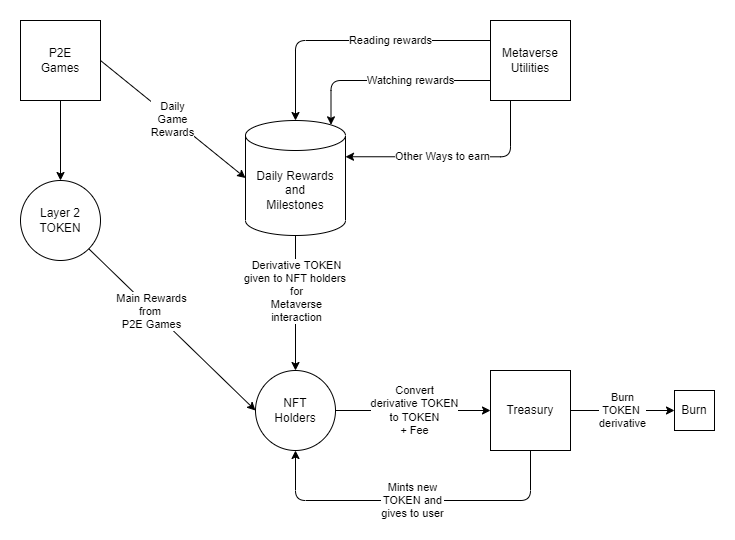 P2E
Games
Reading rewards
Metaverse
Utilities
Watching rewards
Daily
Game
Rewards
Other Ways to earn
Daily Rewards
and
Milestones
Layer 2
TOKEN
Derivative TOKEN
given to NFT holders
for
Metaverse
interaction
Main Rewards
from
P2E Games
NFT
Holders
Convert
derivative TOKEN
to TOKEN
+ Fee
Treasury
Burn
TOKEN
derivative
Burn
Mints new
TOKEN and
gives to user